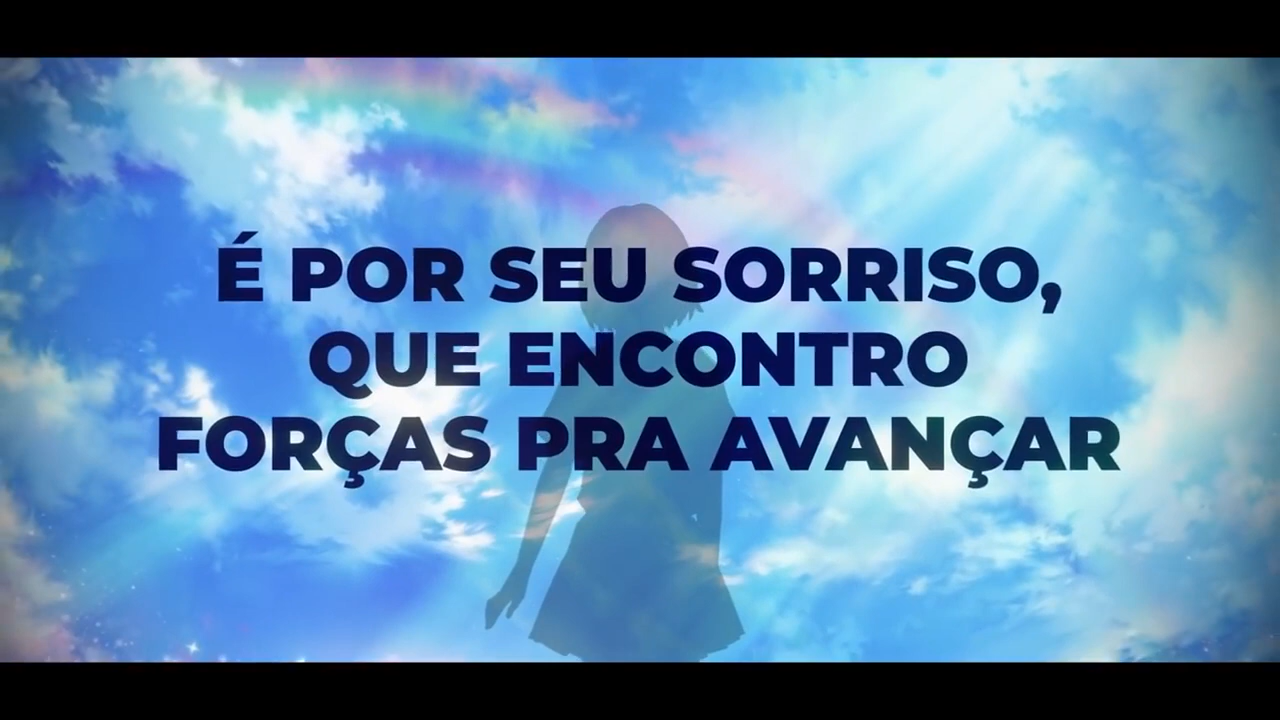 É POR SEU SORRISO,
QUE ENCONTRO
FORÇAS PRA AVANÇAR